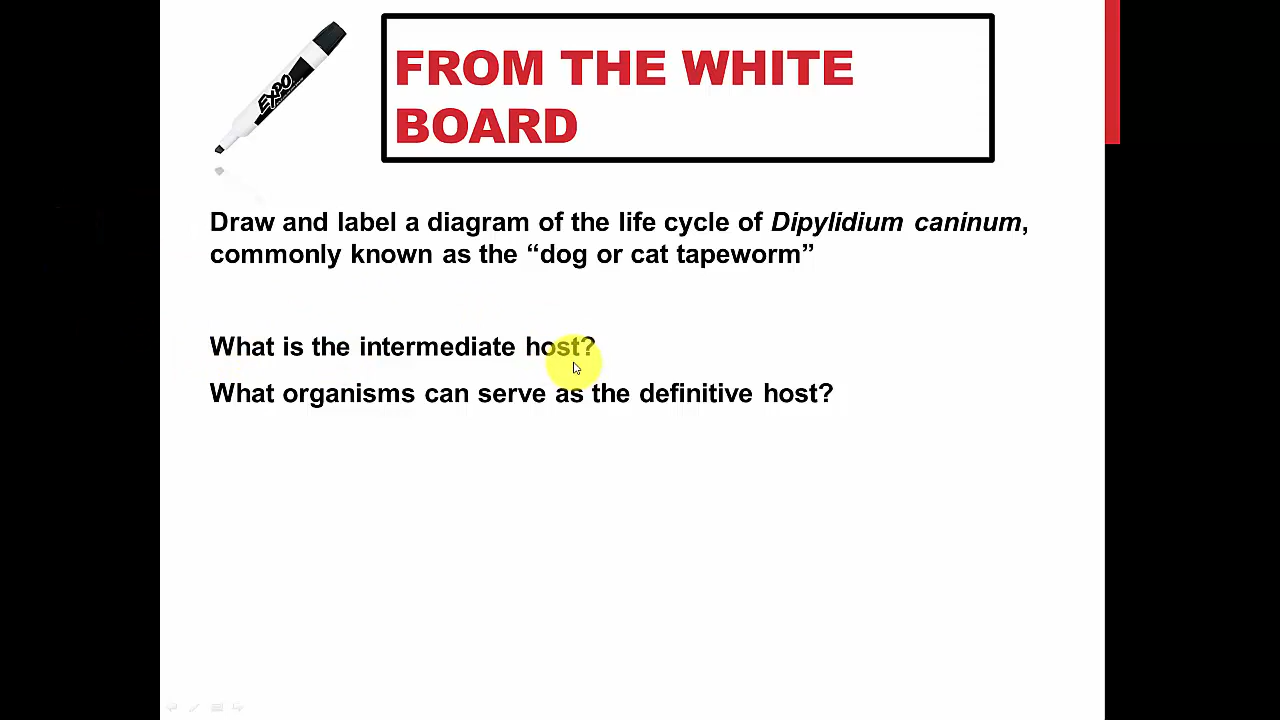 EXPO
FROM THE WHITE
BOARD
Draw and label a diagram of the life cycle of Dipylidium caninum,
commonly known as the “dog or cat tapeworm”
What is the intermediate host?
What organisms can serve as the definitive host?